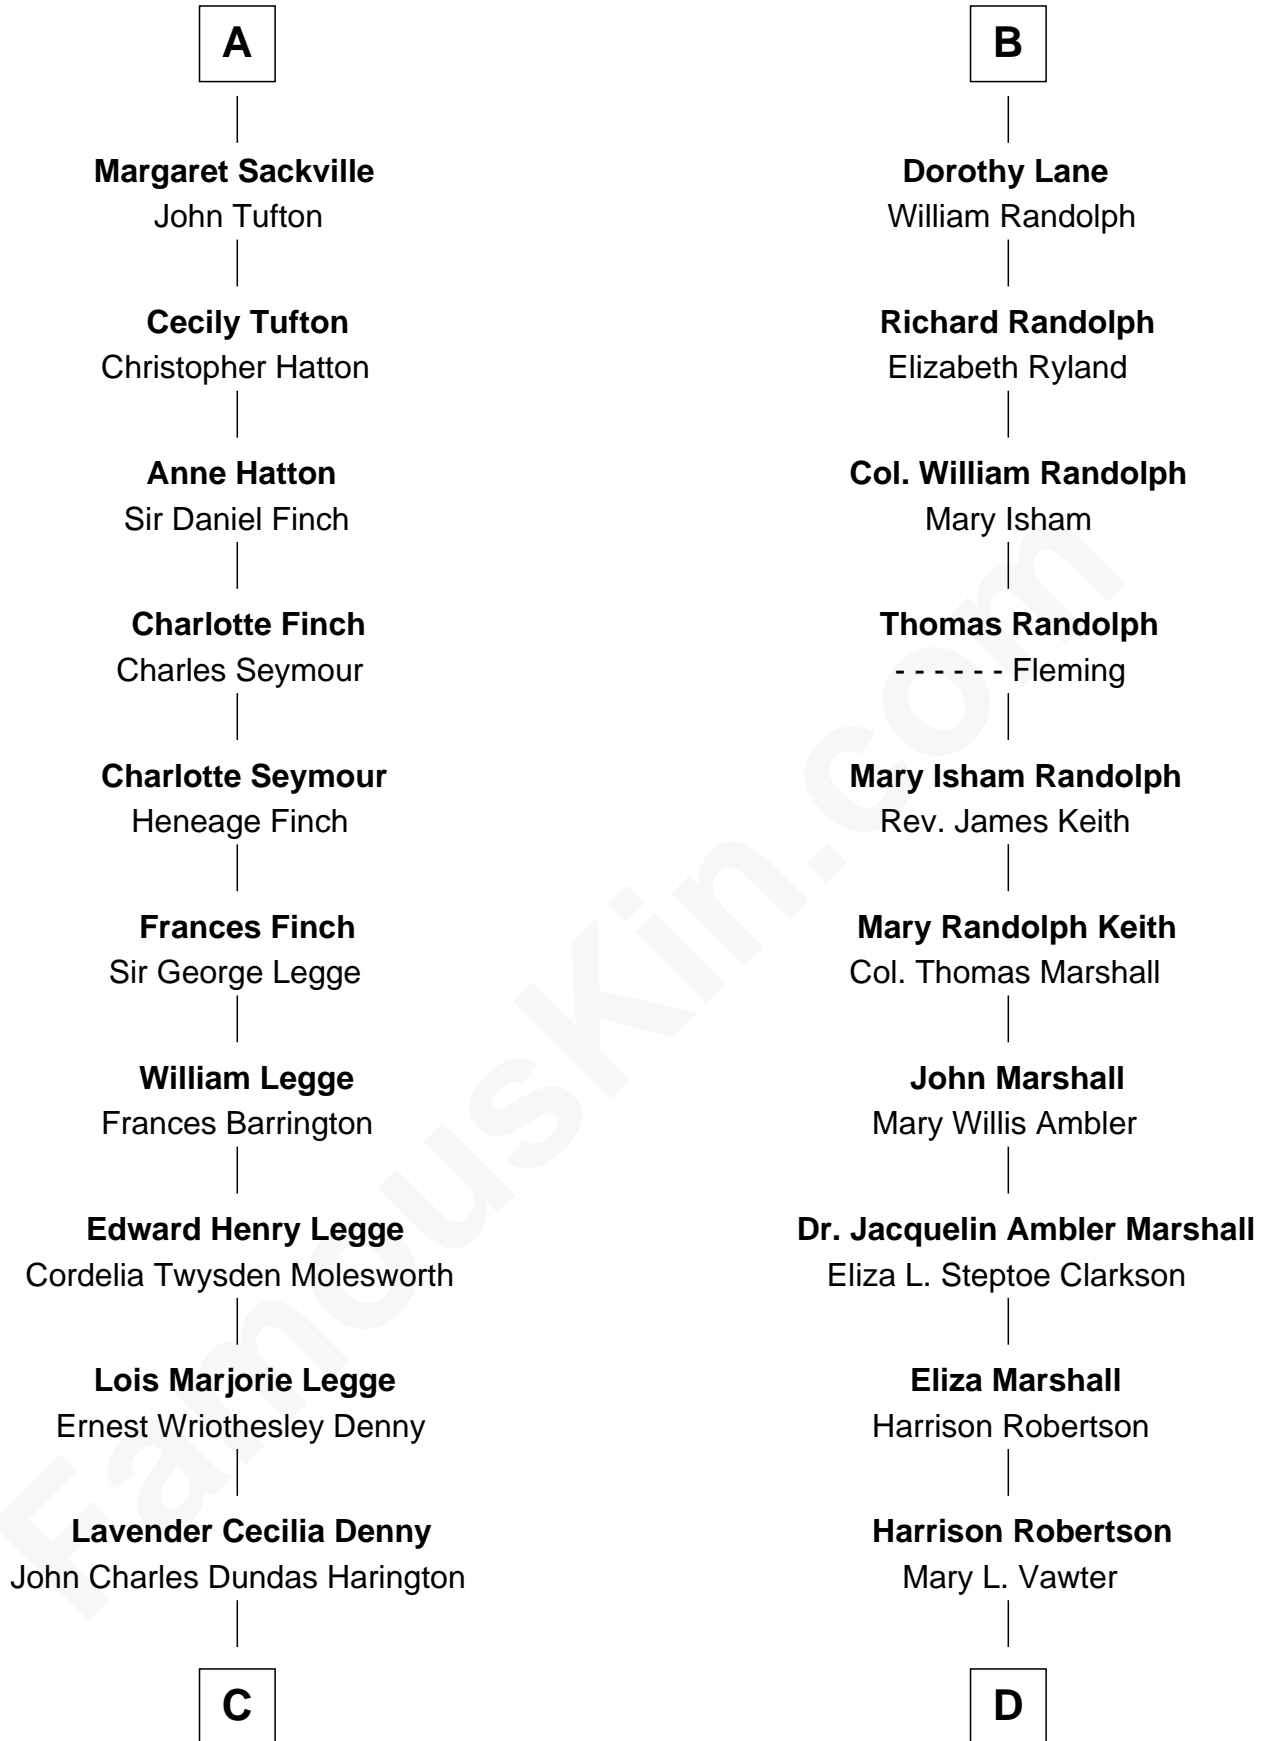 A
Margaret Sackville
John Tufton
Cecily Tufton
Christopher Hatton
Anne Hatton
Sir Daniel Finch
Charlotte Finch
Charles Seymour
Charlotte Seymour
Heneage Finch
Frances Finch
Sir George Legge
William Legge
Frances Barrington
Edward Henry Legge
Cordelia Twysden Molesworth
Lois Marjorie Legge
Ernest Wriothesley Denny
Lavender Cecilia Denny
John Charles Dundas Harington
C
B
Dorothy Lane
William Randolph
Richard Randolph
Elizabeth Ryland
Col. William Randolph
Mary Isham
Thomas Randolph
- - - - - - Fleming
Mary Isham Randolph
Rev. James Keith
Mary Randolph Keith
Col. Thomas Marshall
John Marshall
Mary Willis Ambler
Dr. Jacquelin Ambler Marshall
Eliza L. Steptoe Clarkson
Eliza Marshall
Harrison Robertson
Harrison Robertson
Mary L. Vawter
D
FamousKin.com